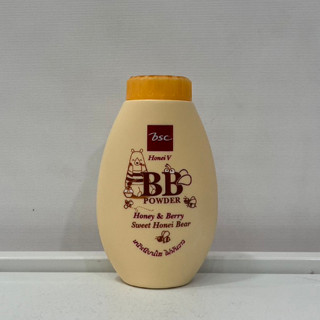 bsc
Honei V
BB
POWDER
Honey & Berry
Sweet Honei Bear